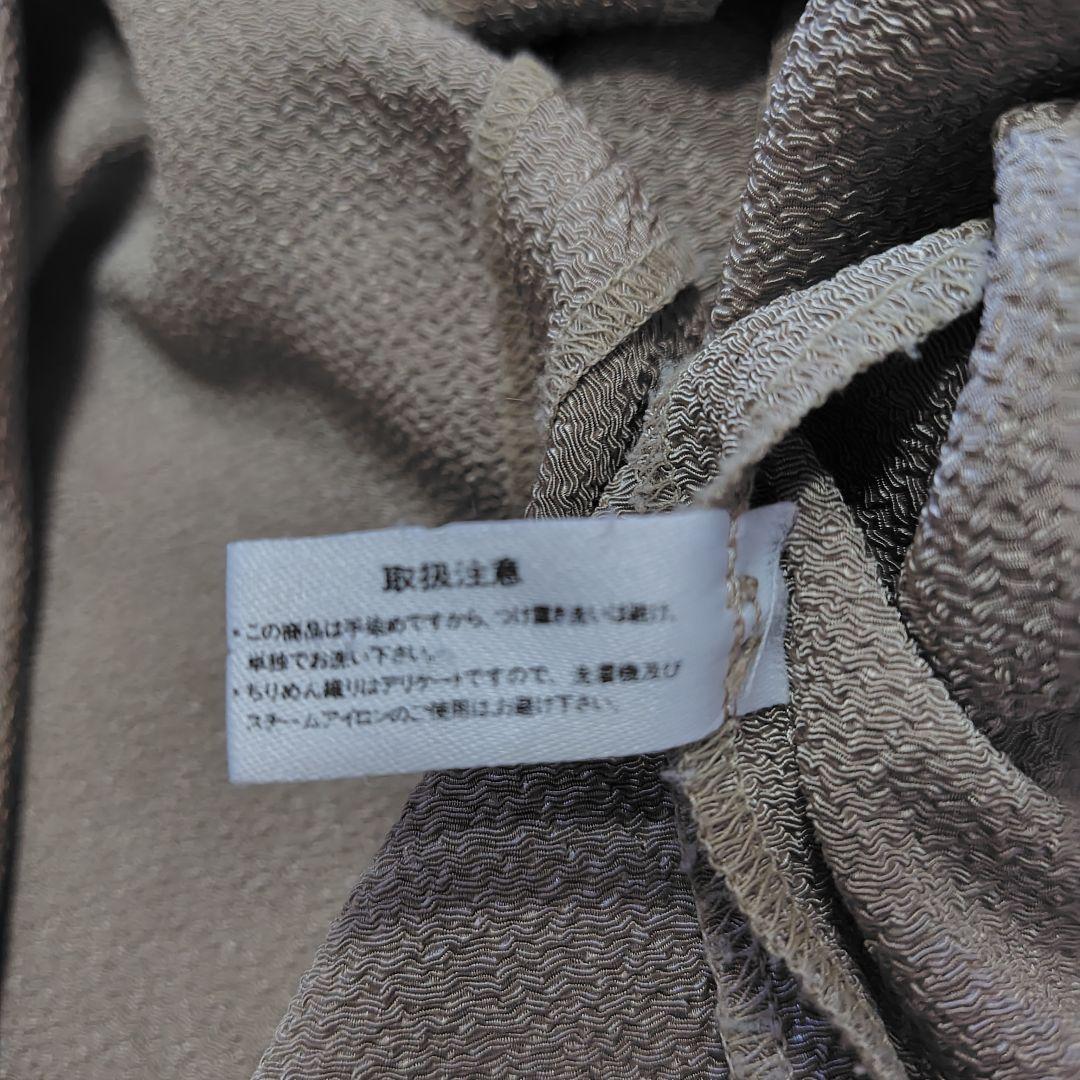 取扱注意
・この商品は手染めですから、つけ置き洗いは避け、
単独でお洗い下さい。
・ちりめん織りはデリケートですので、洗濯機及び
スチームアイロンのご使用はお避け下さい。